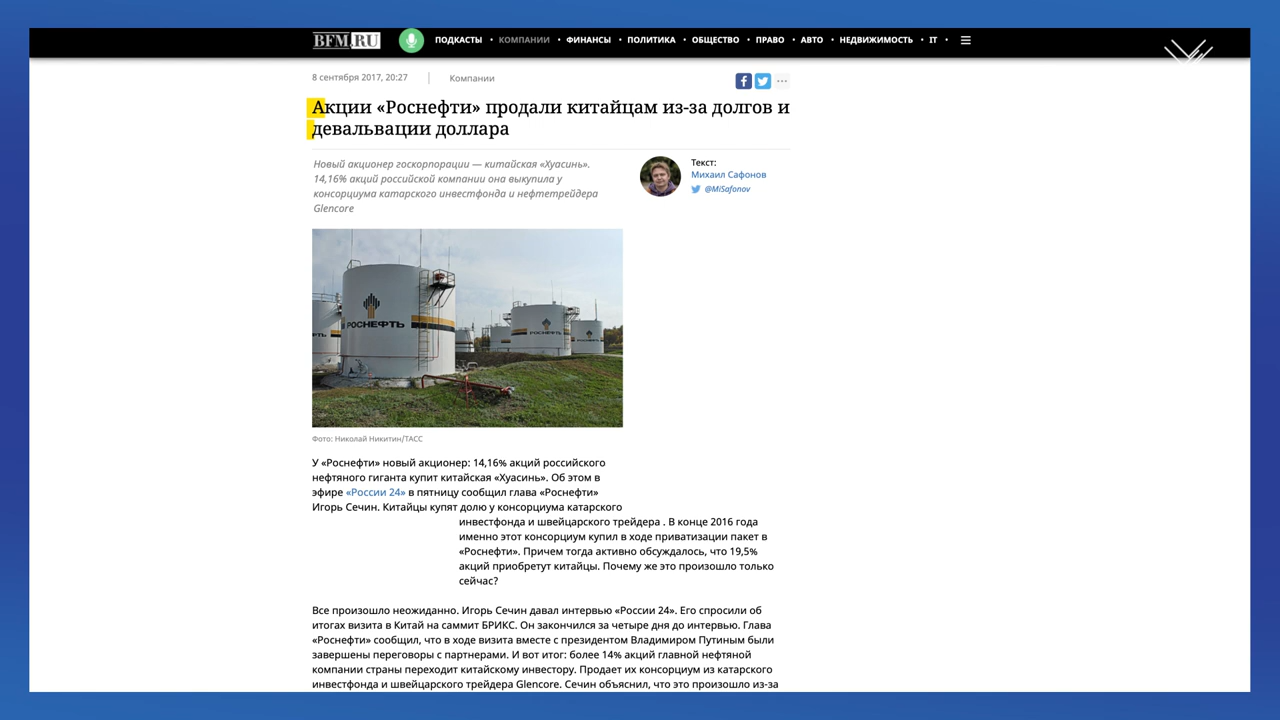 BFM.RU
ПОДКАСТЫ • КОМПАНИИ • ФИНАНСЫ • ПОЛИТИКА • ОБЩЕСТВО • ПРАВО • АВТО • НЕДВИЖИМОСТЬ • IT •
8 сентября 2017, 20:27
Компании
Акции «Роснефти» продали китайцам из-за долгов и
девальвации доллара
Новый акционер госкорпорации — китайская «Хуасинь».
14,16% акций российской компании она выкупила у
консорциума катарского инвестфонда и нефтетрейдера
Glencore
Текст:
Михаил Сафонов
@MiSafonov
РОСНЕФТЬ
РОСНЕФТЬ
Фото: Николай Никитин/ТАСС
У «Роснефти» новый акционер: 14,16% акций российского
нефтяного гиганта купит китайская «Хуасинь». Об этом в
эфире «России 24» в пятницу сообщил глава «Роснефти»
Игорь Сечин. Китайцы купят долю у консорциума катарского
инвестфонда и швейцарского трейдера . В конце 2016 года
именно этот консорциум купил в ходе приватизации пакет в
«Роснефти». Причем тогда активно обсуждалось, что 19,5%
акций приобретут китайцы. Почему же это произошло только
сейчас?
Все произошло неожиданно. Игорь Сечин давал интервью «России 24». Его спросили об
итогах визита в Китай на саммит БРИКС. Он закончился за четыре дня до интервью. Глава
«Роснефти» сообщил, что в ходе визита вместе с президентом Владимиром Путиным были
завершены переговоры с партнерами. И вот итог: более 14% акций главной нефтяной
компании страны переходит китайскому инвестору. Продает их консорциум из катарского
инвестфонда и швейцарского трейдера Glencore. Сечин объяснил, что это произошло из-за